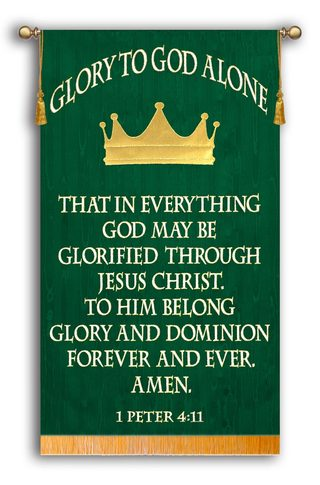 GLORY TO GOD ALONE
THAT IN EVERYTHING
GOD MAY BE
GLORIFIED THROUGH
JESUS CHRIST.
TO HIM BELONG
GLORY AND DOMINION
FOREVER AND EVER.
AMEN.
1 PETER 4:11